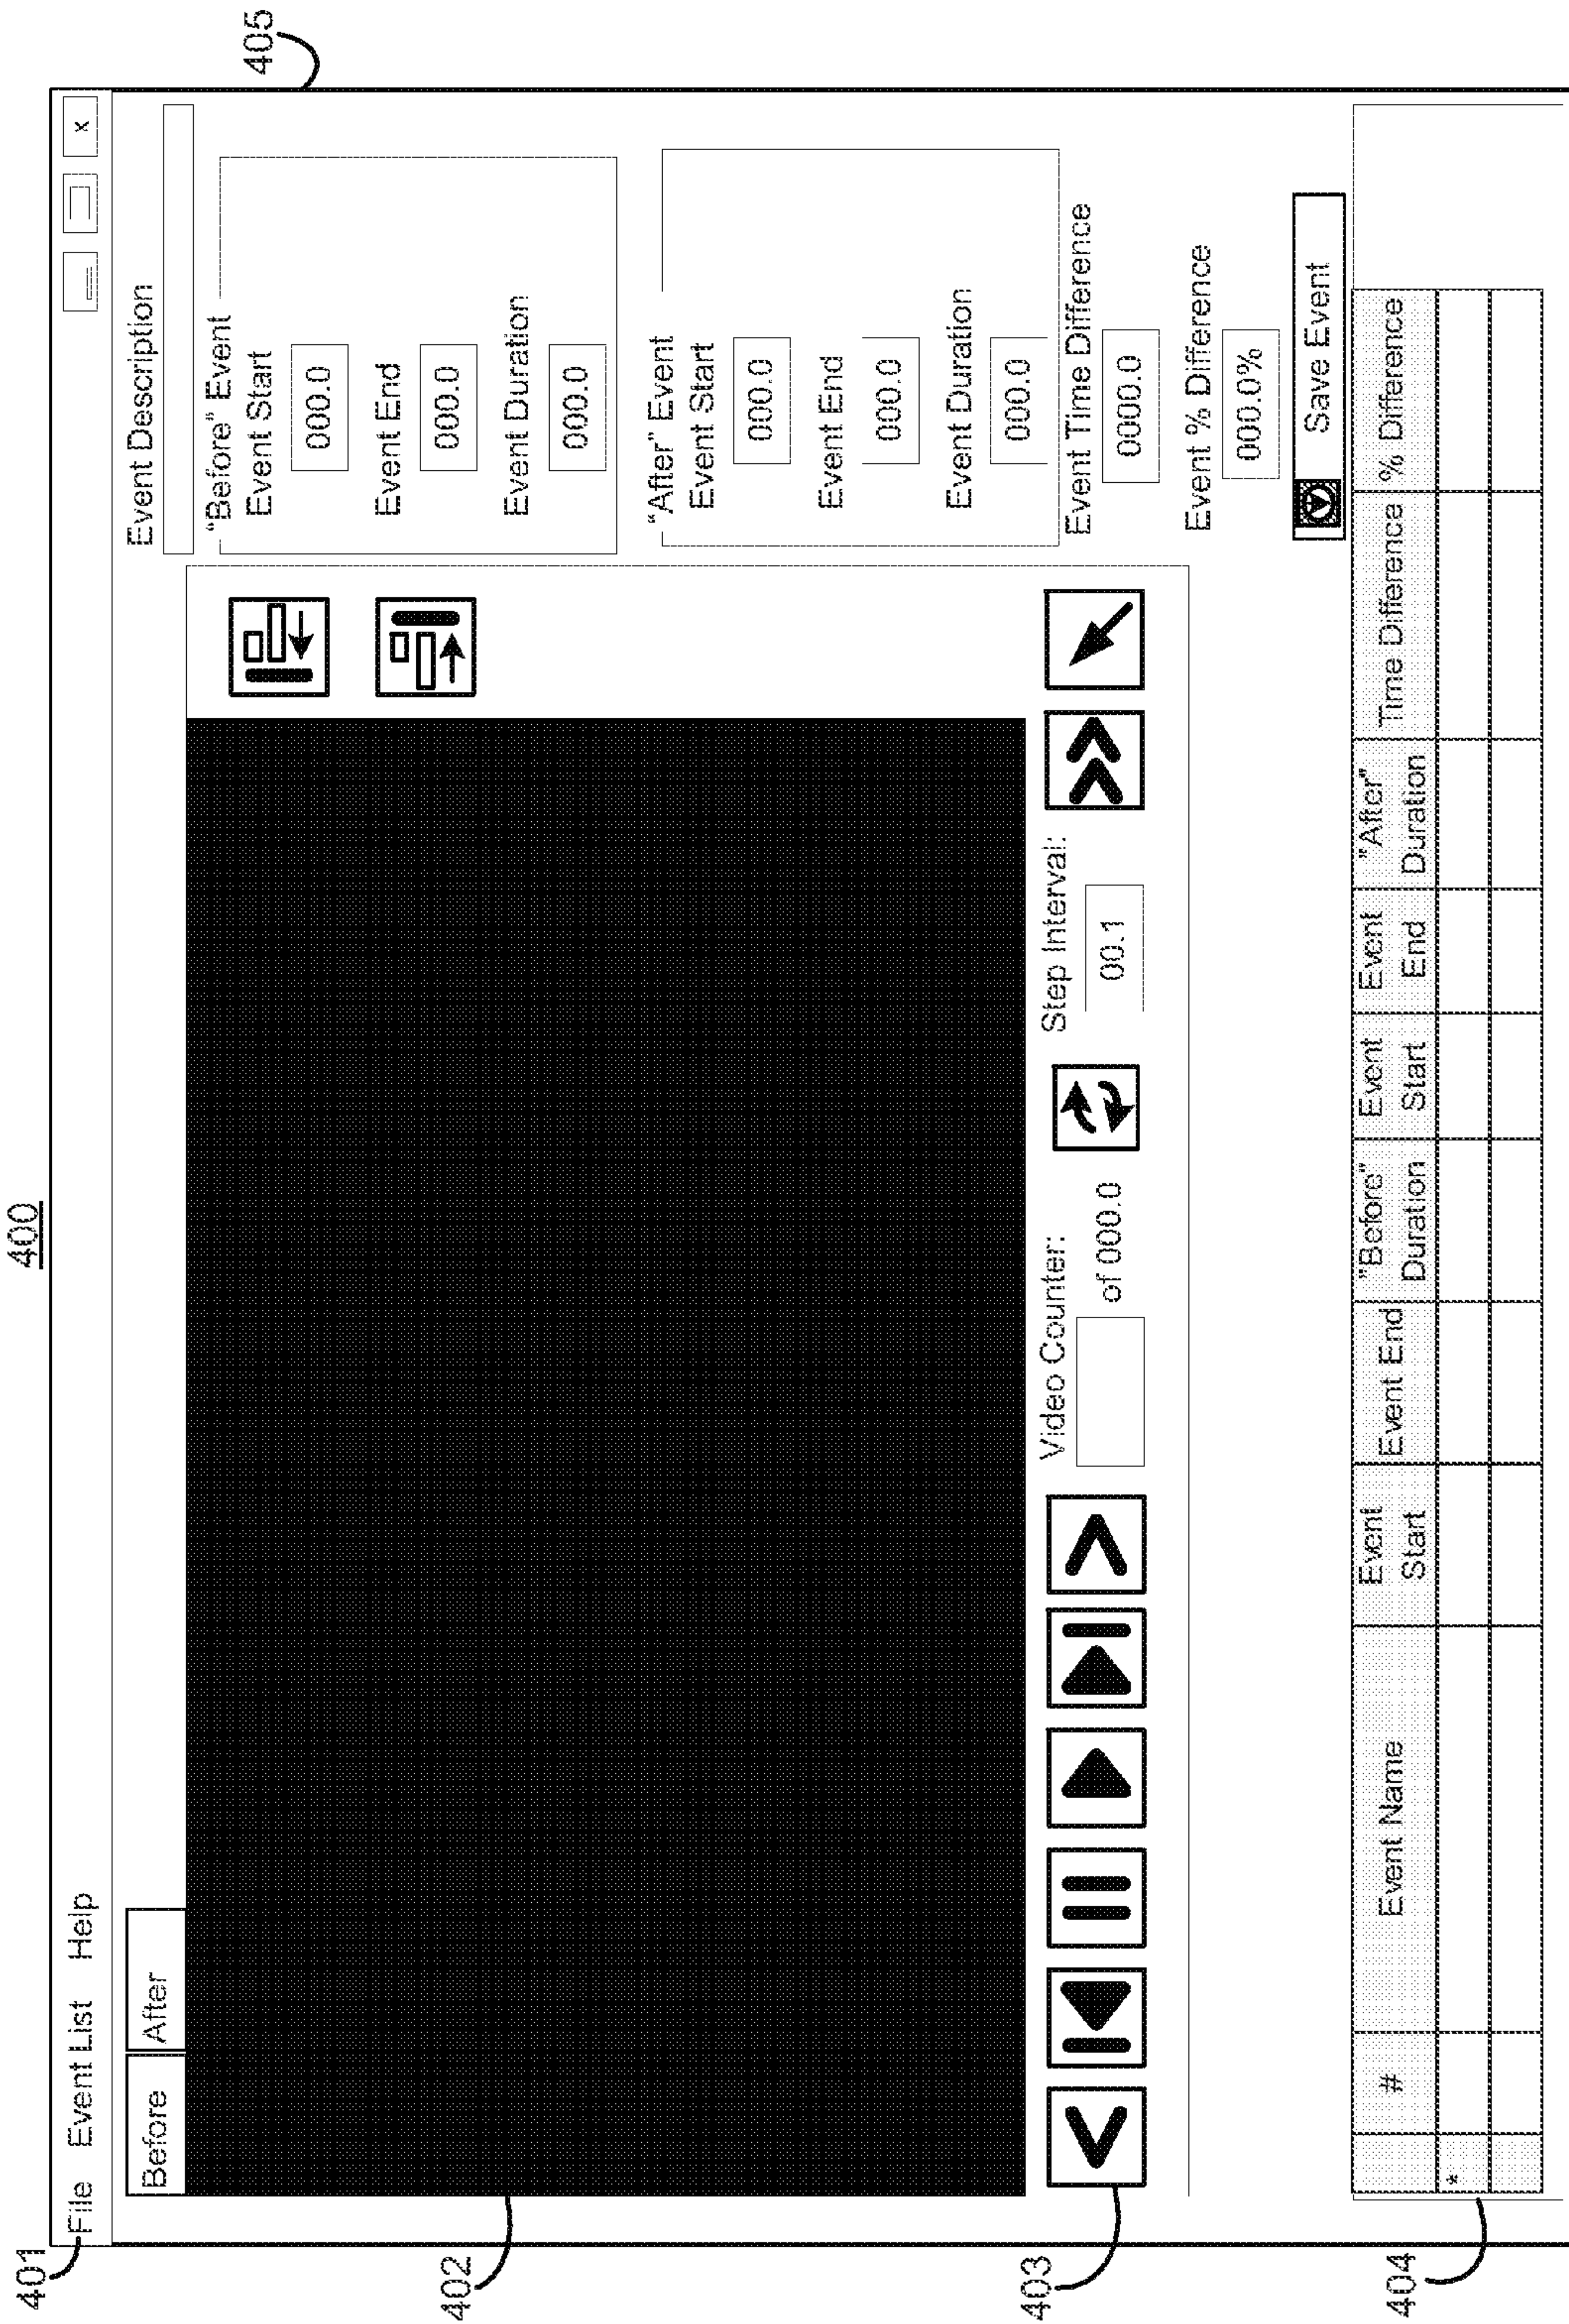 400
401
File Event List Help
x
405
Before After
Event Description
"Before" Event
Event Start
000.0
Event End
000.0
Event Duration
000.0
402
"After" Event
Event Start
000.0
Event End
000.0
Event Duration
000.0
Event Time Difference
0000.0
Event % Difference
000.0%
Save Event
403
Video Counter:
of 000.0
Step Interval:
00.1
404
#
Event Name
Event
Start
Event End
"Before"
Duration
Event
Start
Event
End
"After"
Duration
Time Difference
% Difference
*